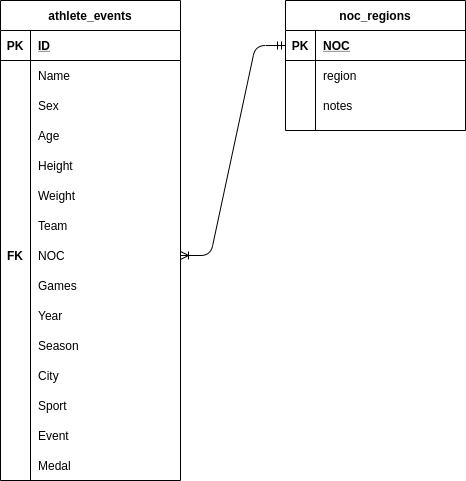 athlete_events
PK ID
Name
Sex
Age
Height
Weight
Team
FK NOC
Games
Year
Season
City
Sport
Event
Medal
noc_regions
PK NOC
region
notes